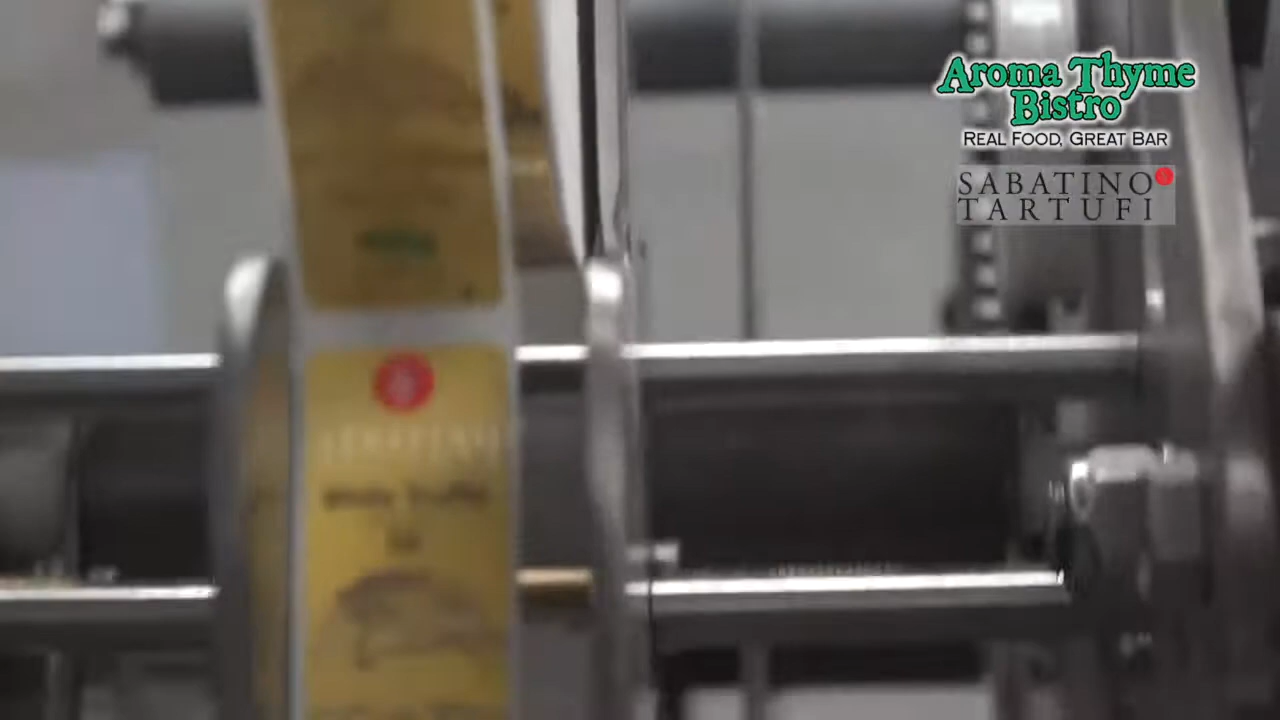 Aroma Thyme
Bistro
REAL FOOD, GREAT BAR
SABATINO
TARTUFI